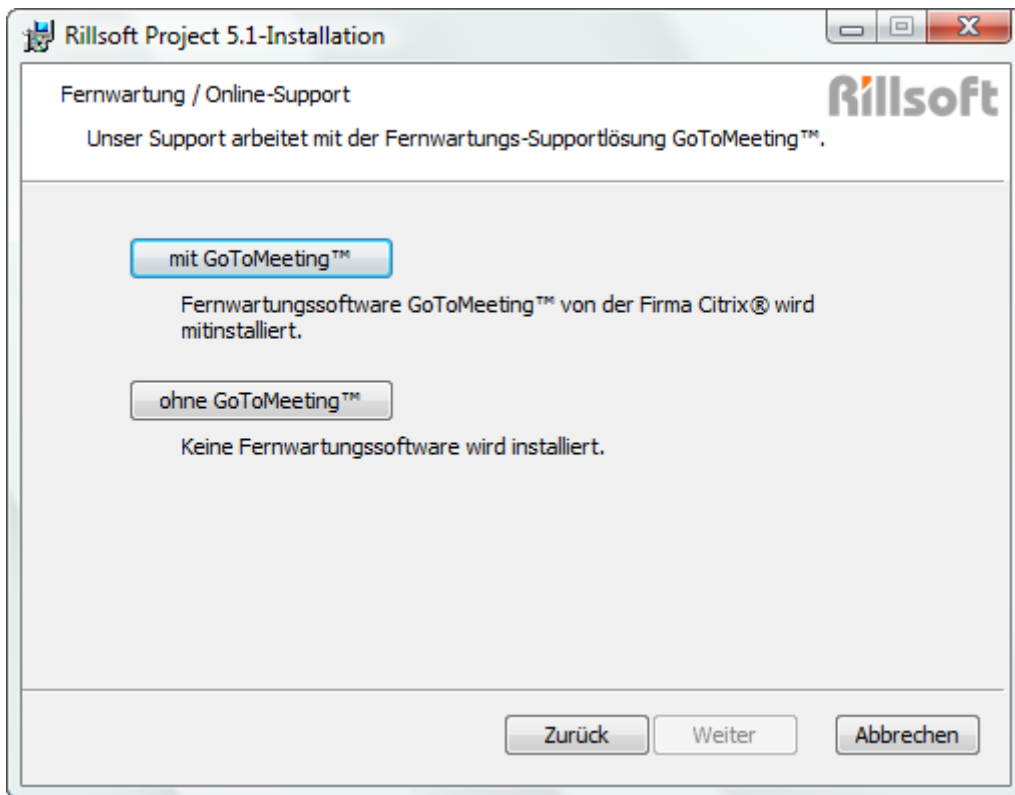 Rillsoft Project 5.1-Installation
Fernwartung / Online-Support
Rillsoft
Unser Support arbeitet mit der Fernwartungs-Supportlösung GoToMeeting™.
mit GoToMeeting™
Fernwartungssoftware GoToMeeting™ von der Firma Citrix® wird
mitinstalliert.
ohne GoToMeeting™
Keine Fernwartungssoftware wird installiert.
Zurück
Weiter
Abbrechen